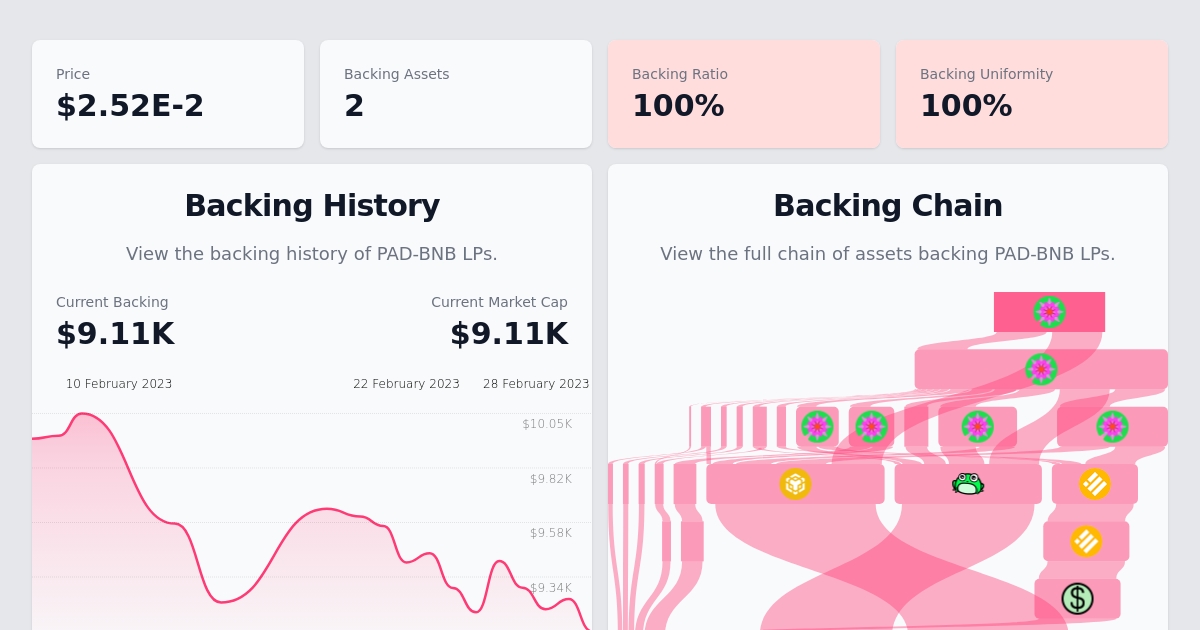 Price
$2.52E-2
Backing Assets
2
Backing Ratio
100%
Backing Uniformity
100%
Backing History
View the backing history of PAD-BNB LPs.
Current Backing
$9.11K
Current Market Cap
$9.11K
10 February 2023
22 February 2023
28 February 2023
$10.05K
$9.82K
$9.58K
$9.34K
Backing Chain
View the full chain of assets backing PAD-BNB LPs.
$